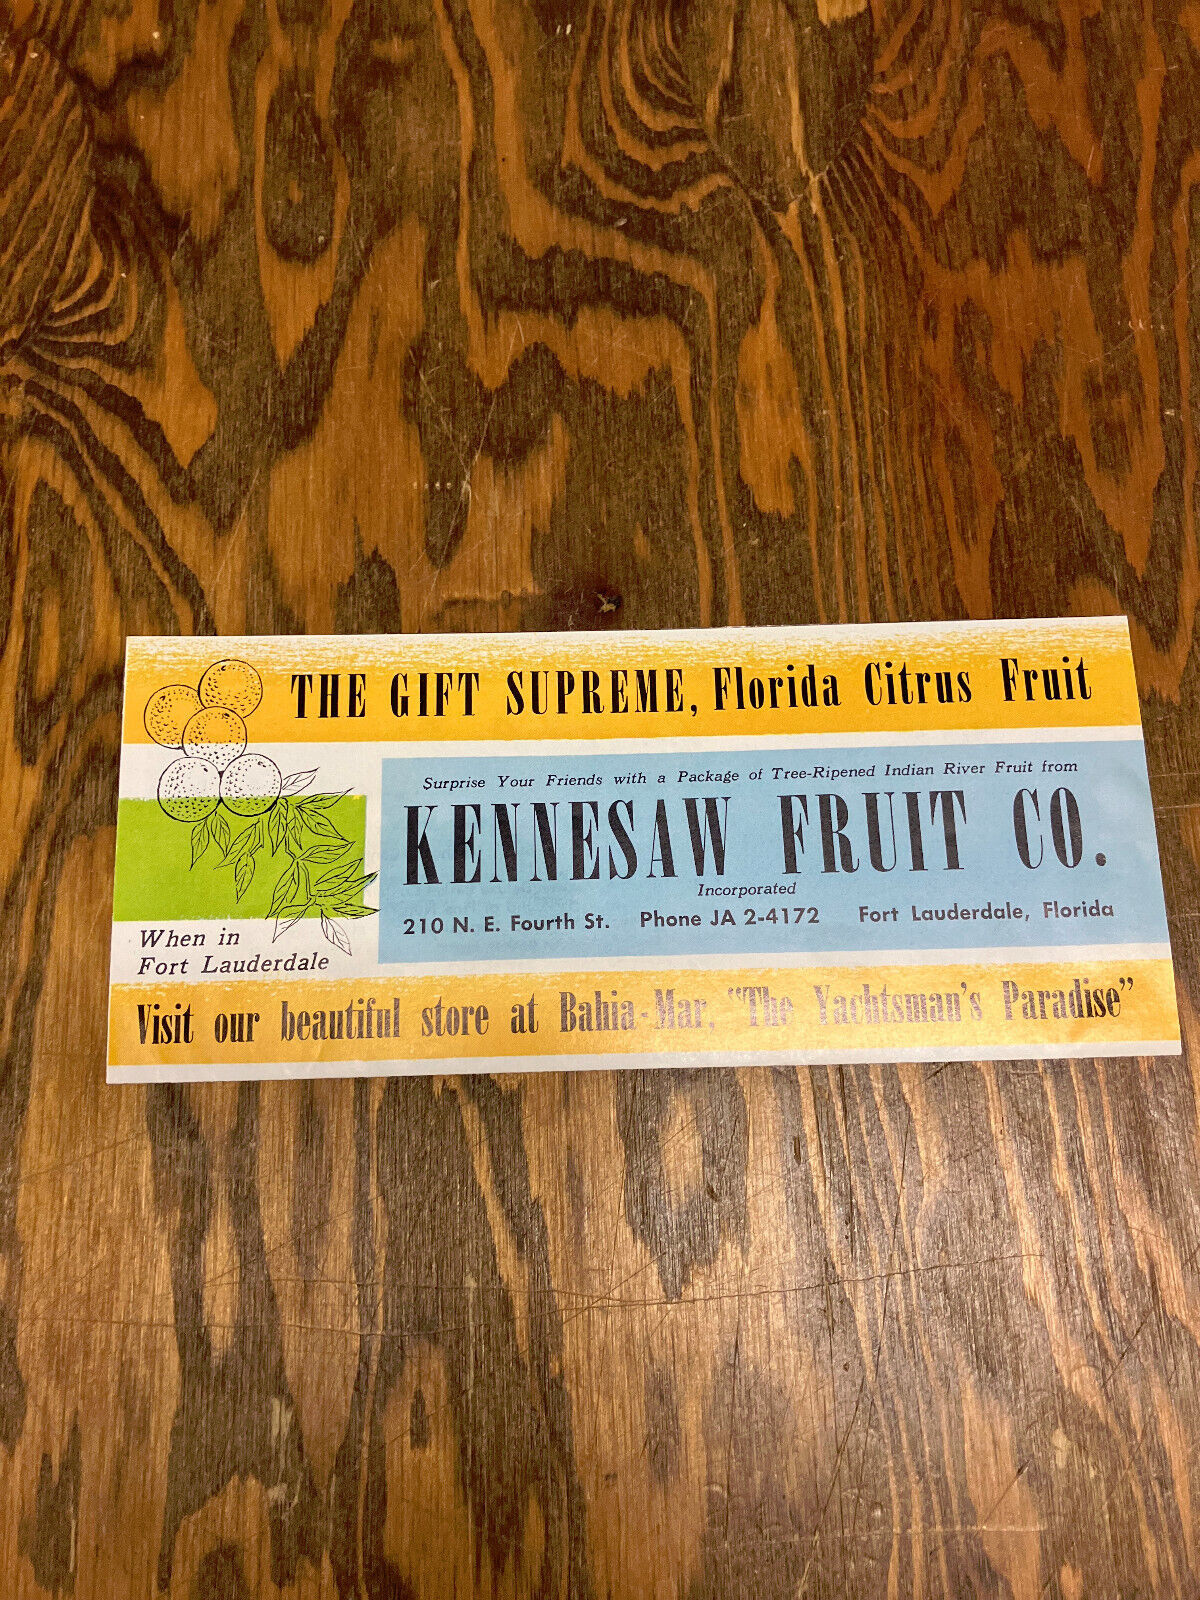 THE GIFT SUPREME, Florida Citrus Fruit
Surprise Your Friends with a Package of Tree-Ripened Indian River Fruit from
KENNESAW FRUIT CO.
Incorporated
210 N. E. Fourth St. Phone JA 2-4172 Fort Lauderdale, Florida
When in
Fort Lauderdale
Visit our beautiful store at Bahia-Mar, "The Yachtsman's Paradise"